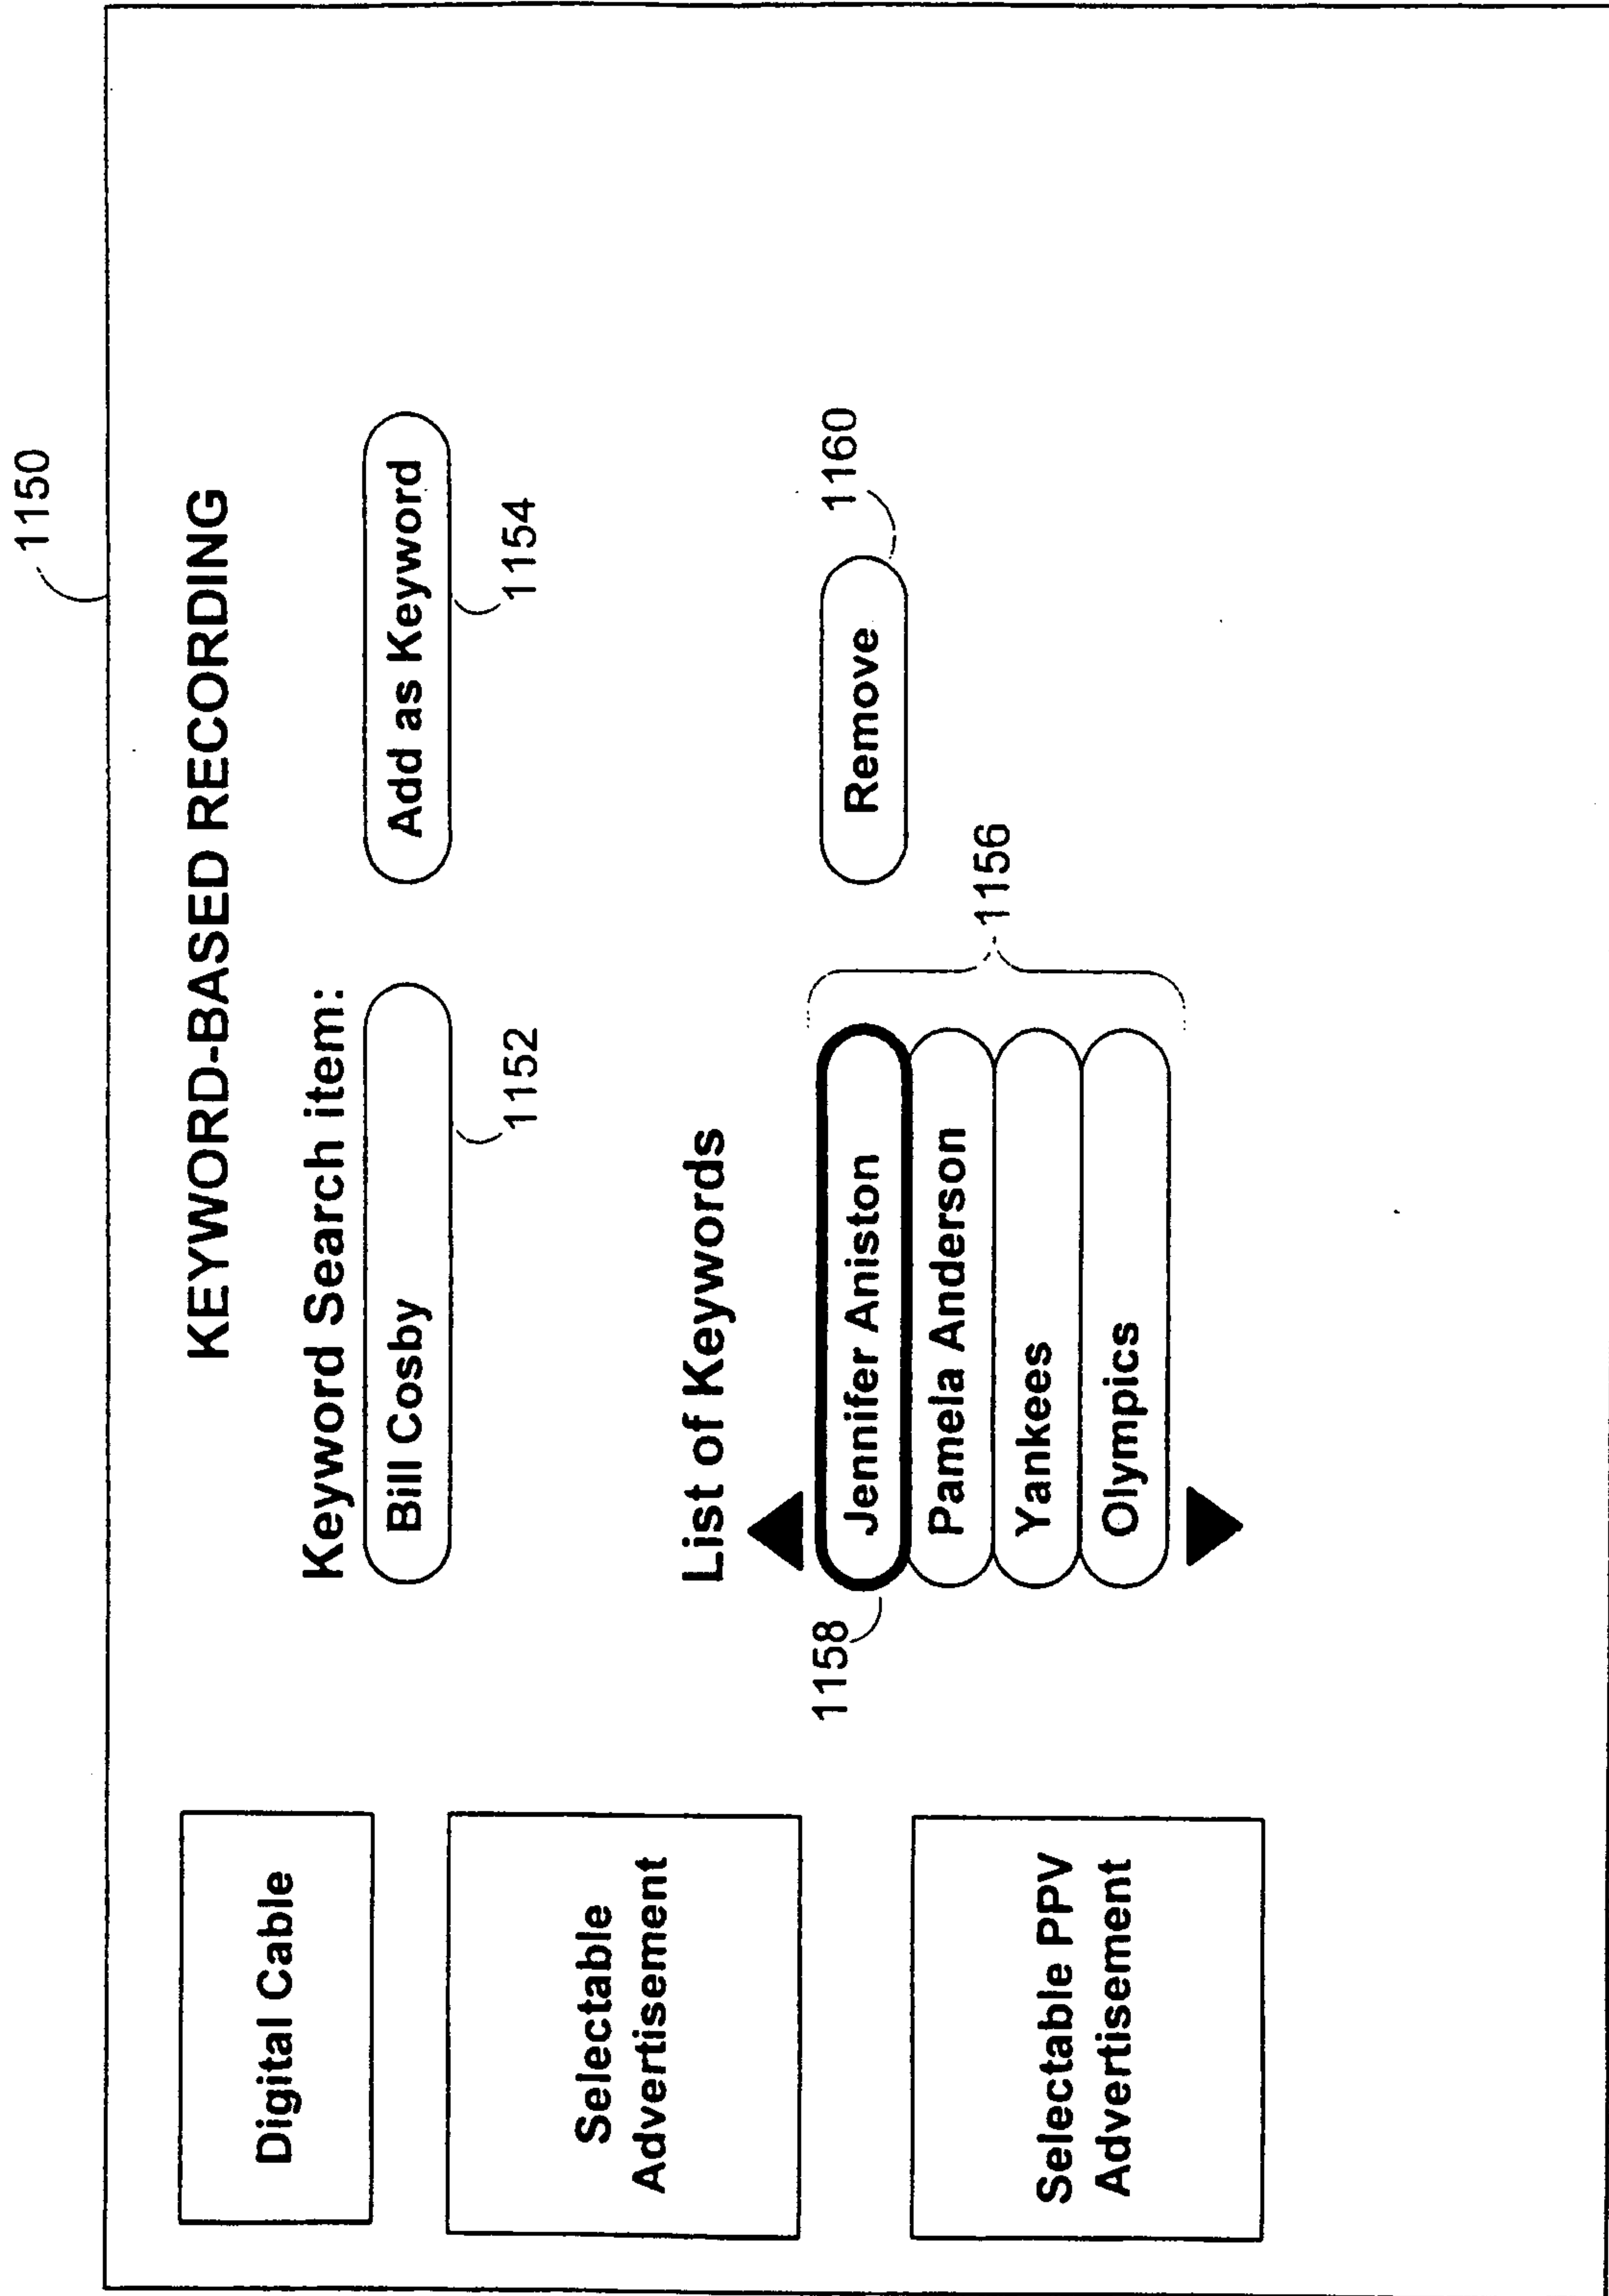 1150
KEYWORD-BASED RECORDING
Digital Cable
Keyword Search item:
Bill Cosby
Add as Keyword
1152
1154
Selectable
Advertisement
List of Keywords
1158
Jennifer Aniston
Remove
1160
Pamela Anderson
1156
Yankees
Olympics
Selectable PPV
Advertisement